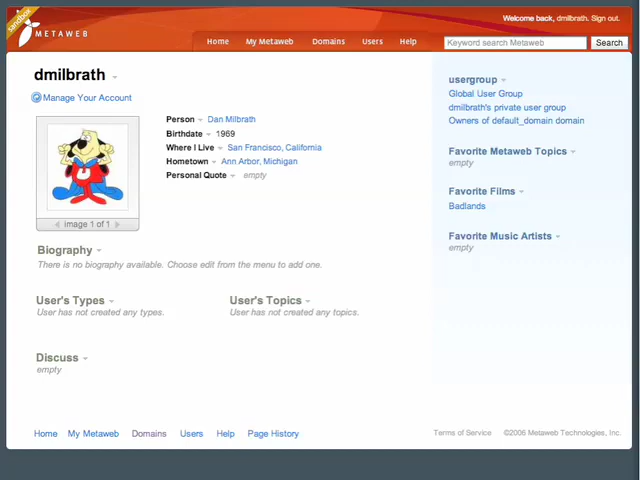 sandbox
METAWEB
Welcome back, dmilbrath. Sign out.
Home My Metaweb Domains Users Help
Keyword search Metaweb Search
dmilbrath
Manage Your Account
Person Dan Milbrath
Birthdate 1969
Where I Live San Francisco, California
Hometown Ann Arbor, Michigan
Personal Quote empty
image 1 of 1
Biography
There is no biography available. Choose edit from the menu to add one.
User's Types
User has not created any types.
User's Topics
User has not created any topics.
Discuss
empty
usergroup
Global User Group
dmilbrath's private user group
Owners of default_domain domain
Favorite Metaweb Topics
empty
Favorite Films
Badlands
Favorite Music Artists
empty
Home My Metaweb Domains Users Help Page History
Terms of Service ©2006 Metaweb Technologies, Inc.